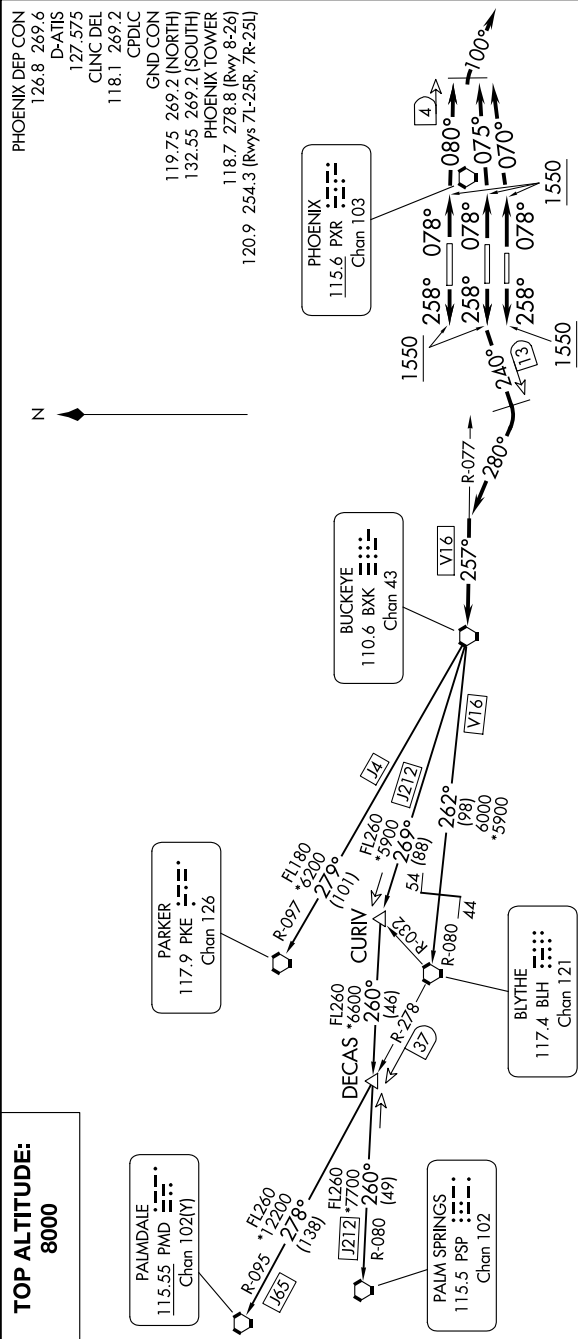 TOP ALTITUDE:
8000
PHOENIX DEP CON
126.8 269.6
D-ATIS
127.575
CLNC DEL
118.1 269.2
CPDLC
GND CON
119.75 269.2 (NORTH)
132.55 269.2 (SOUTH)
PHOENIX TOWER
118.7 278.8 (Rwy 8-26)
120.9 254.3 (Rwys 7L-25R, 7R-25L)
N
PALMDALE
115.55 PMD
Chan 102(Y)
R-095
FL260
*12200
278°
(138)
J65
PALM SPRINGS
115.5 PSP
Chan 102
FL260
*7700
J212
260°
(49)
R-080
DECAS
FL260
*6600
260°
(46)
R-278
37
PARKER
117.9 PKE
Chan 126
R-097
FL180
*6200
279°
(101)
J4
CURIV
R-032
FL260
*5900
269°
(88)
J212
BLYTHE
117.4 BLH
Chan 121
R-080
54
44
262°
(98)
6000
*5900
V16
BUCKEYE
110.6 BXK
Chan 43
V16
257°
R-077
280°
240°
13
1550
1550
258°
258°
258°
078°
078°
078°
PHOENIX
115.6 PXR
Chan 103
1550
1550
080°
075°
070°
4
100°